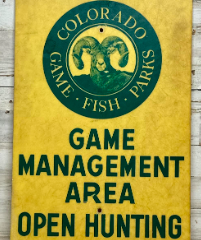 COLORADO
GAME · FISH · PARKS
GAME
MANAGEMENT
AREA
OPEN HUNTING